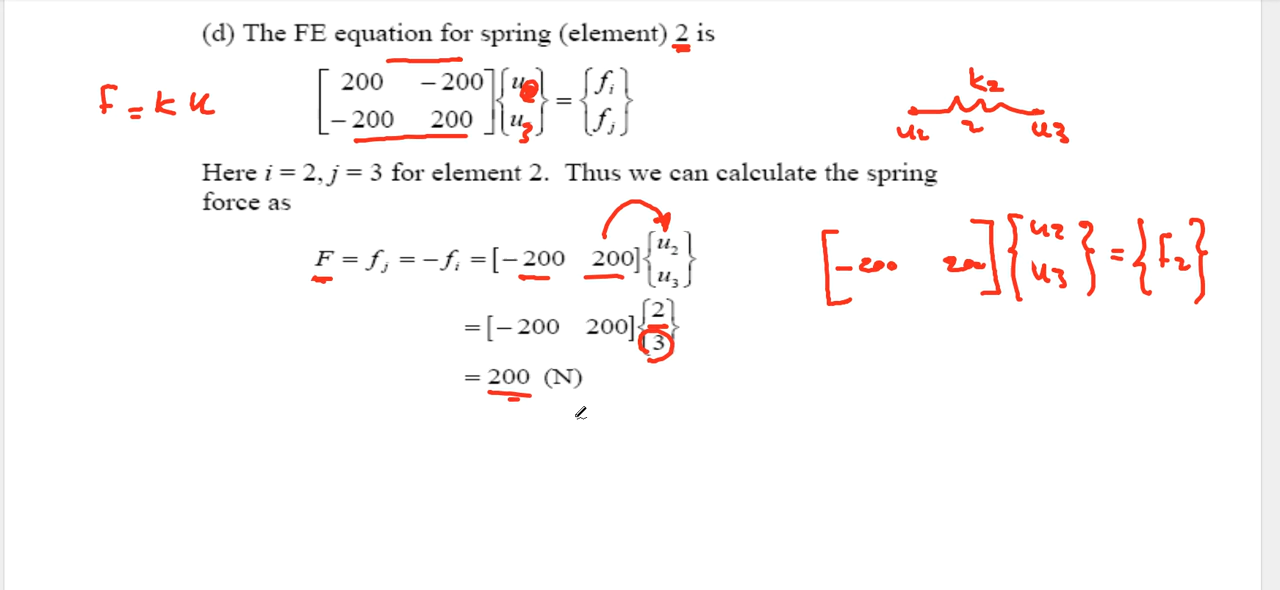 (d) The FE equation for spring (element) 2 is
F = k u
[ 200 -200 ; -200 200 ] { u2 ; u3 } = { fi ; fj }
k2
u2 2 u3
Here i = 2, j = 3 for element 2. Thus we can calculate the spring
force as
F = fj = -fi = [-200 200] { u2 ; u3 }
[-200 200] { u2 ; u3 } = { F2 }
= [-200 200] { 2 ; 3 }
= 200 (N)